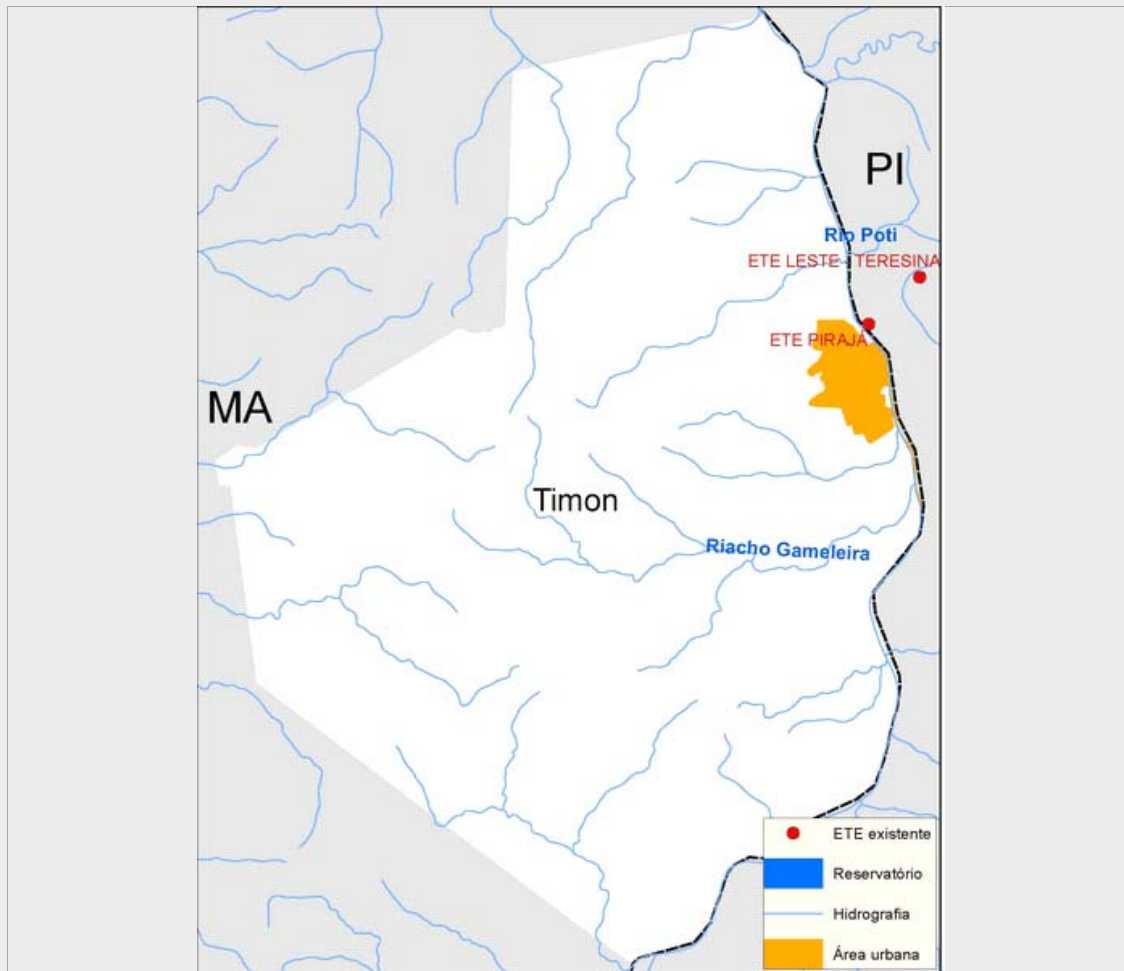 PI
Rio Poti
ETE LESTE - TERESINA
ETE PIRAJÁ
MA
Timon
Riacho Gameleira
ETE existente
Reservatório
Hidrografia
Área urbana